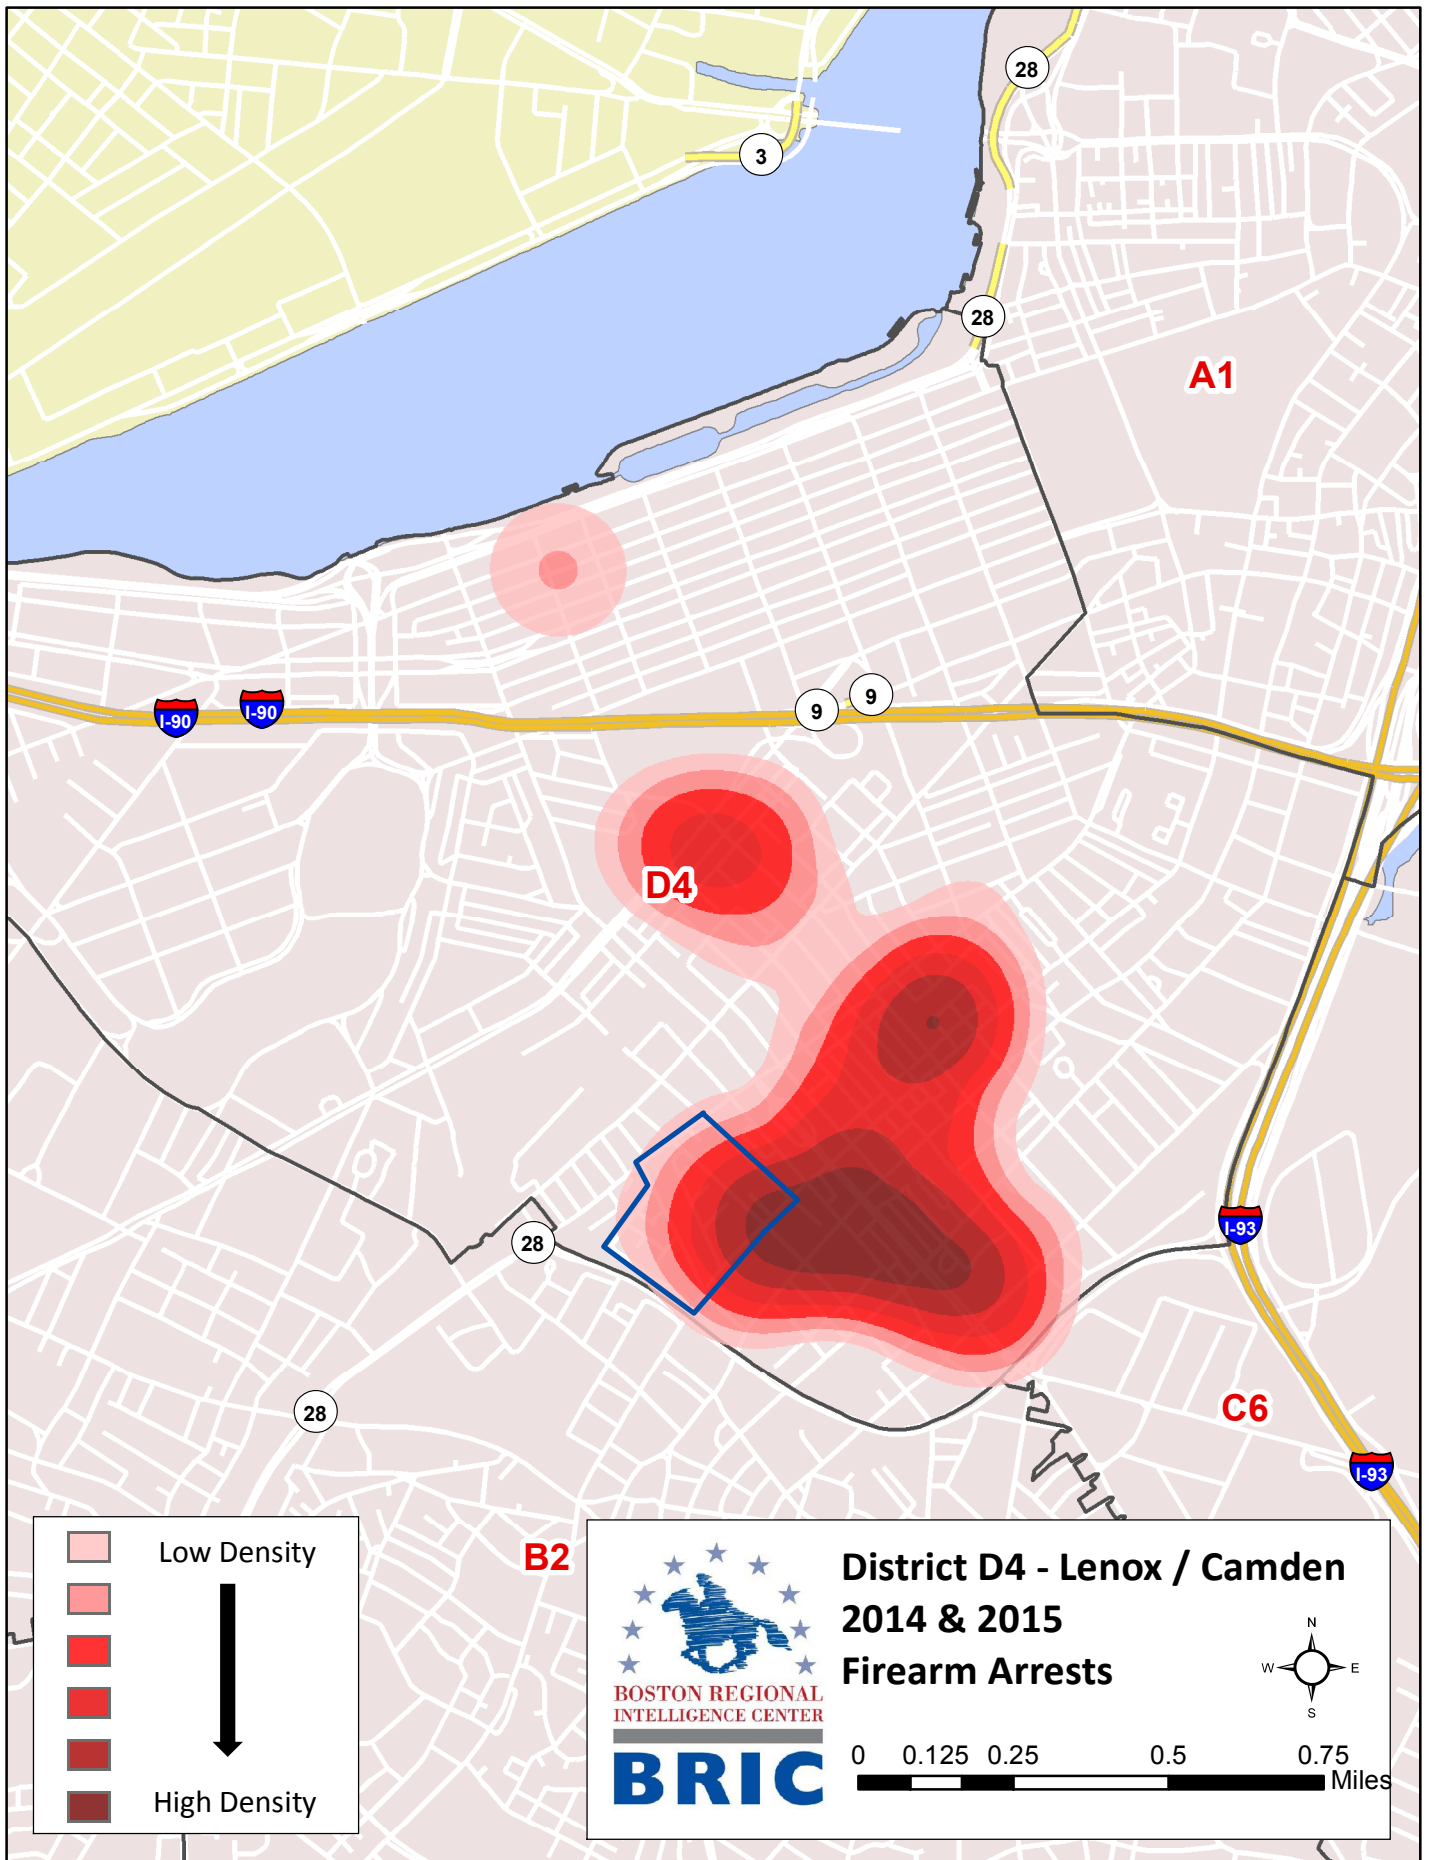 28
3
28
A1
I-90
I-90
9
9
D4
I-93
28
28
C6
I-93
B2
Low Density
High Density
BOSTON REGIONAL
INTELLIGENCE CENTER
BRIC
District D4 - Lenox / Camden
2014 & 2015
Firearm Arrests
N
W E
S
0 0.125 0.25 0.5 0.75
Miles